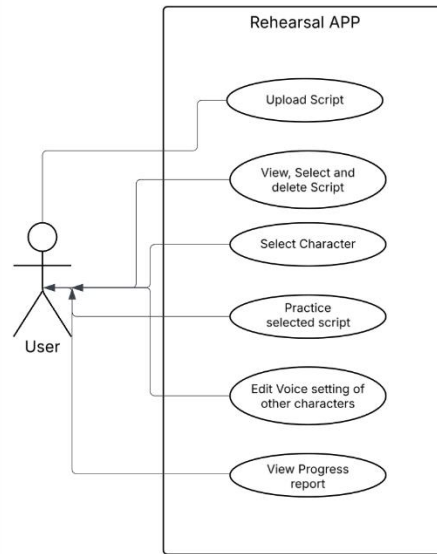 Rehearsal APP
Upload Script
View, Select and
delete Script
Select Character
Practice
selected script
User
Edit Voice setting of
other characters
View Progress
report